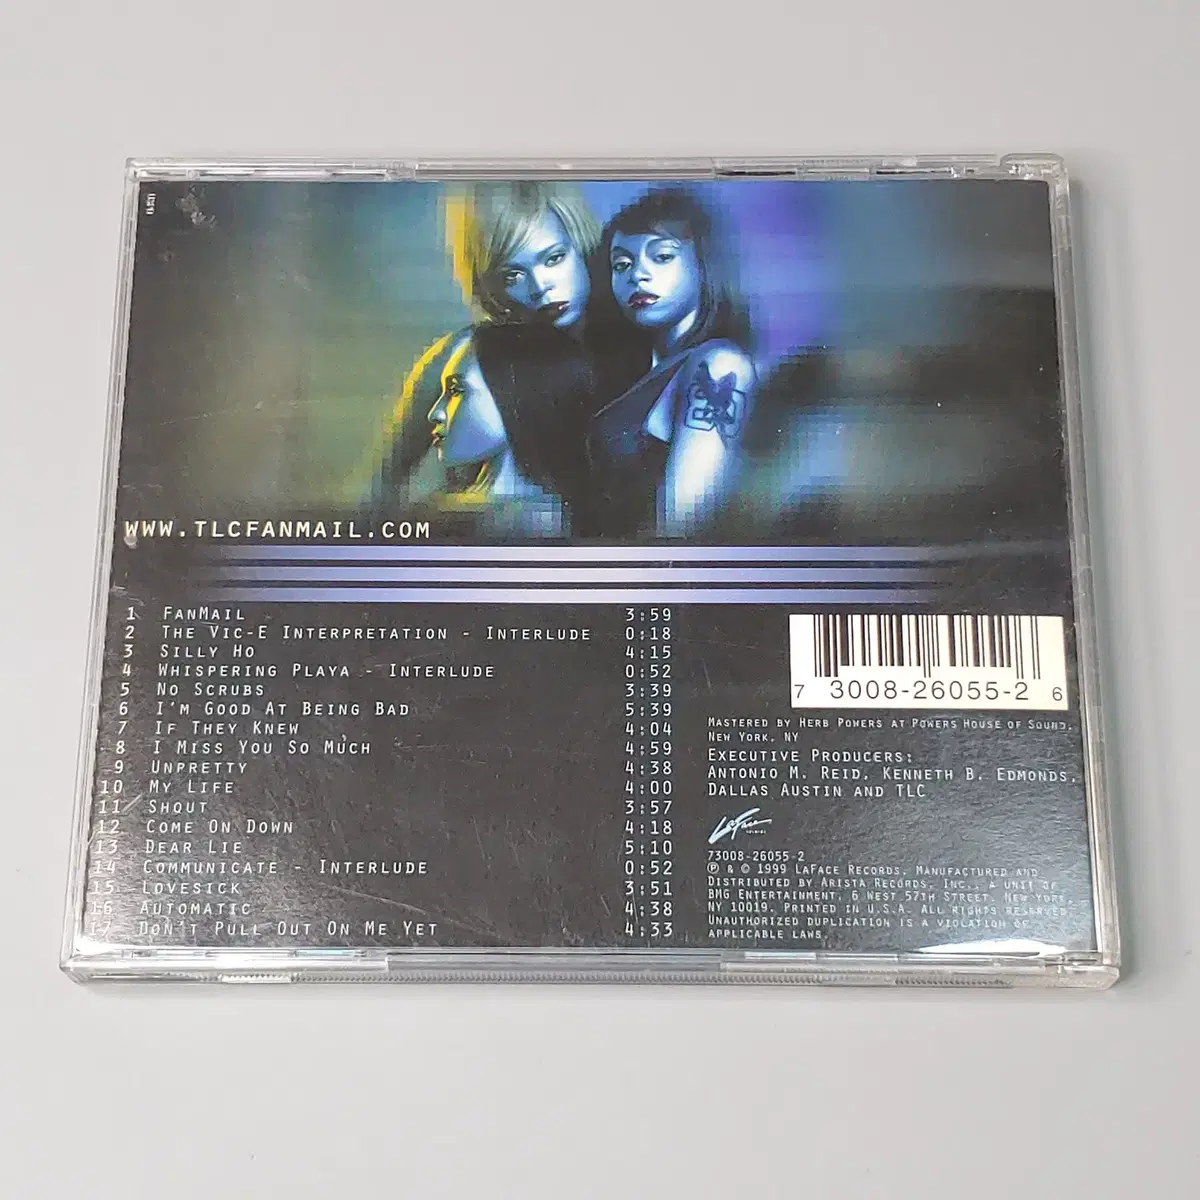 WWW.TLCFANMAIL.COM
1 FANMAIL 3:59
2 THE VIC-E INTERPRETATION - INTERLUDE 0:18
3 SILLY HO 4:15
4 WHISPERING PLAYA - INTERLUDE 0:52
5 NO SCRUBS 3:39
6 I'M GOOD AT BEING BAD 5:39
7 IF THEY KNEW 4:04
8 I MISS YOU SO MUCH 4:59
9 UNPRETTY 4:38
10 MY LIFE 4:00
11 SHOUT 3:57
12 COME ON DOWN 4:18
13 DEAR LIE 5:10
14 COMMUNICATE - INTERLUDE 0:52
15 LOVESICK 3:51
16 AUTOMATIC 4:38
17 DON'T PULL OUT ON ME YET 4:33
7 3008-26055-2 6
MASTERED BY HERB POWERS AT POWERS HOUSE OF SOUND,
NEW YORK, NY
EXECUTIVE PRODUCERS:
ANTONIO M. REID, KENNETH B. EDMONDS,
DALLAS AUSTIN AND TLC
LaFace
RECORDS
73008-26055-2
℗ & © 1999 LAFACE RECORDS. MANUFACTURED AND
DISTRIBUTED BY ARISTA RECORDS, INC., A UNIT OF
BMG ENTERTAINMENT, 6 WEST 57TH STREET, NEW YORK,
NY 10019. PRINTED IN U.S.A. ALL RIGHTS RESERVED.
UNAUTHORIZED DUPLICATION IS A VIOLATION OF
APPLICABLE LAWS.